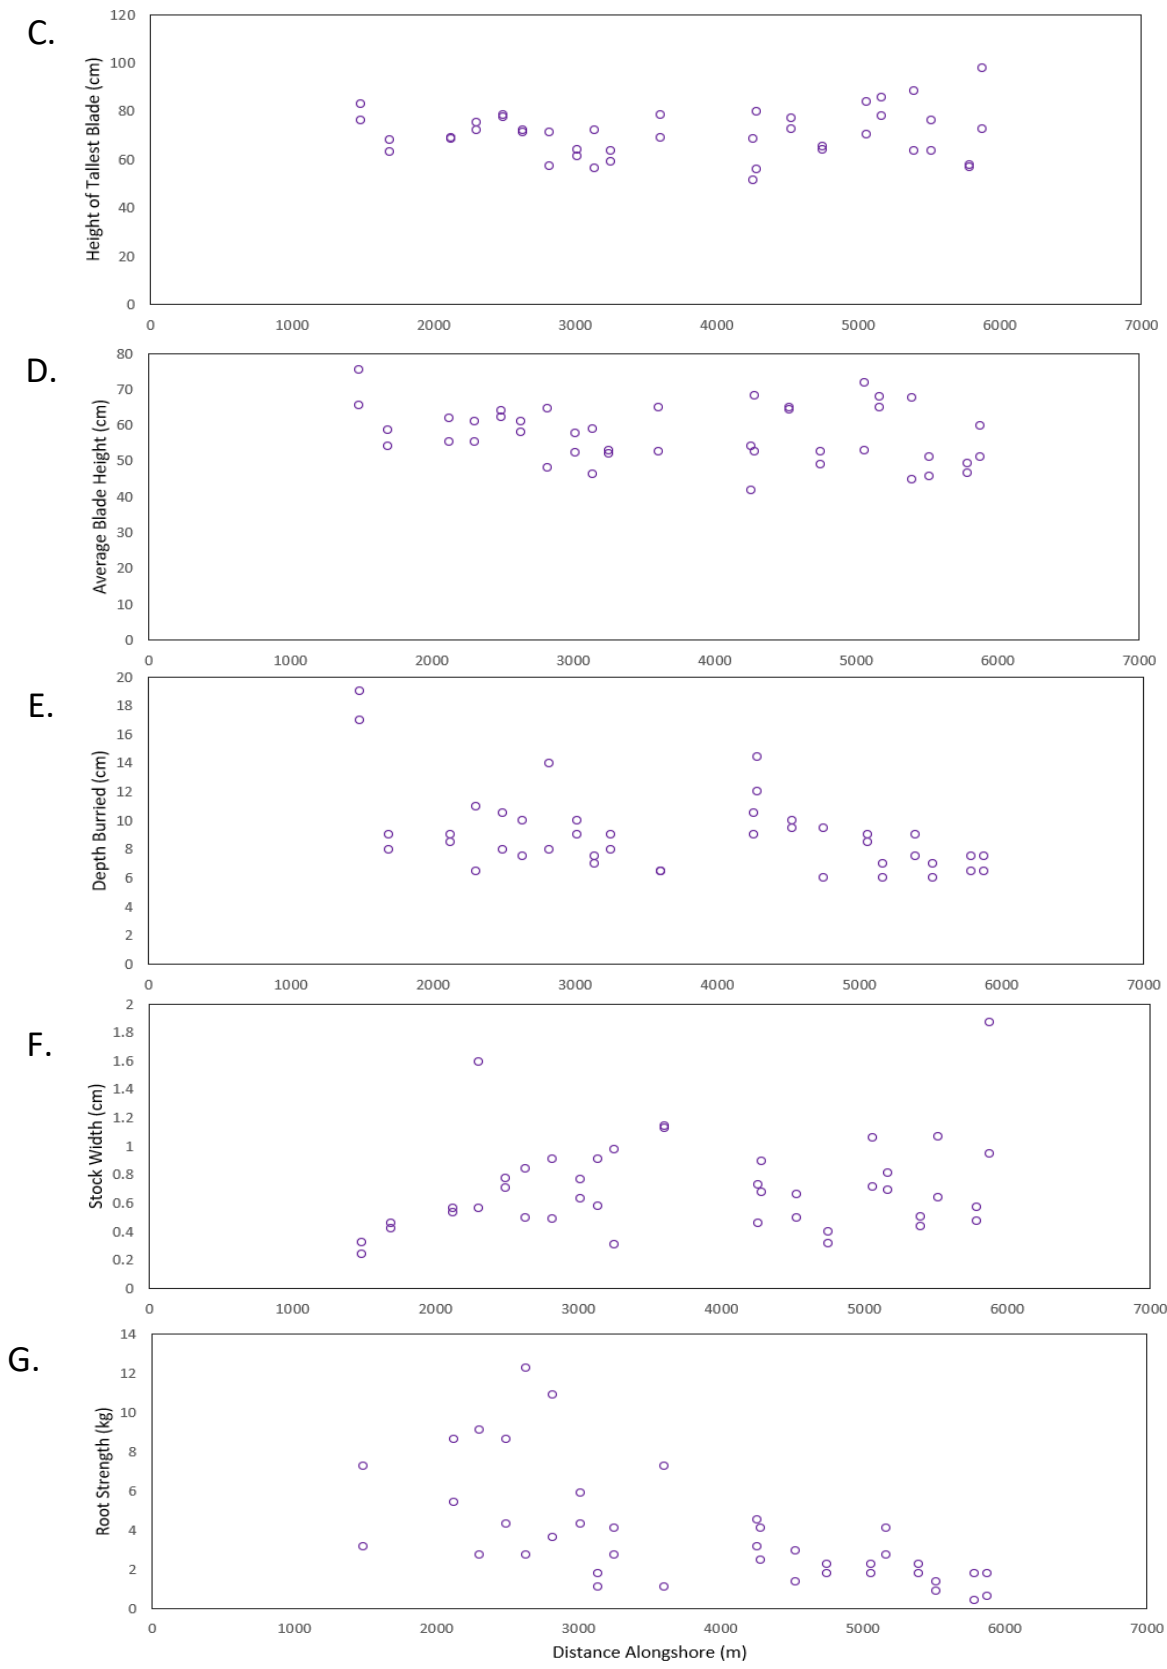 C.
Height of Tallest Blade (cm)
120
100
80
60
40
20
0
0 1000 2000 3000 4000 5000 6000 7000
D.
Average Blade Height (cm)
80
70
60
50
40
30
20
10
0
0 1000 2000 3000 4000 5000 6000 7000
E.
Depth Burried (cm)
20
18
16
14
12
10
8
6
4
2
0
0 1000 2000 3000 4000 5000 6000 7000
F.
Stock Width (cm)
2
1.8
1.6
1.4
1.2
1
0.8
0.6
0.4
0.2
0
0 1000 2000 3000 4000 5000 6000 7000
G.
Root Strength (kg)
14
12
10
8
6
4
2
0
0 1000 2000 3000 4000 5000 6000 7000
Distance Alongshore (m)